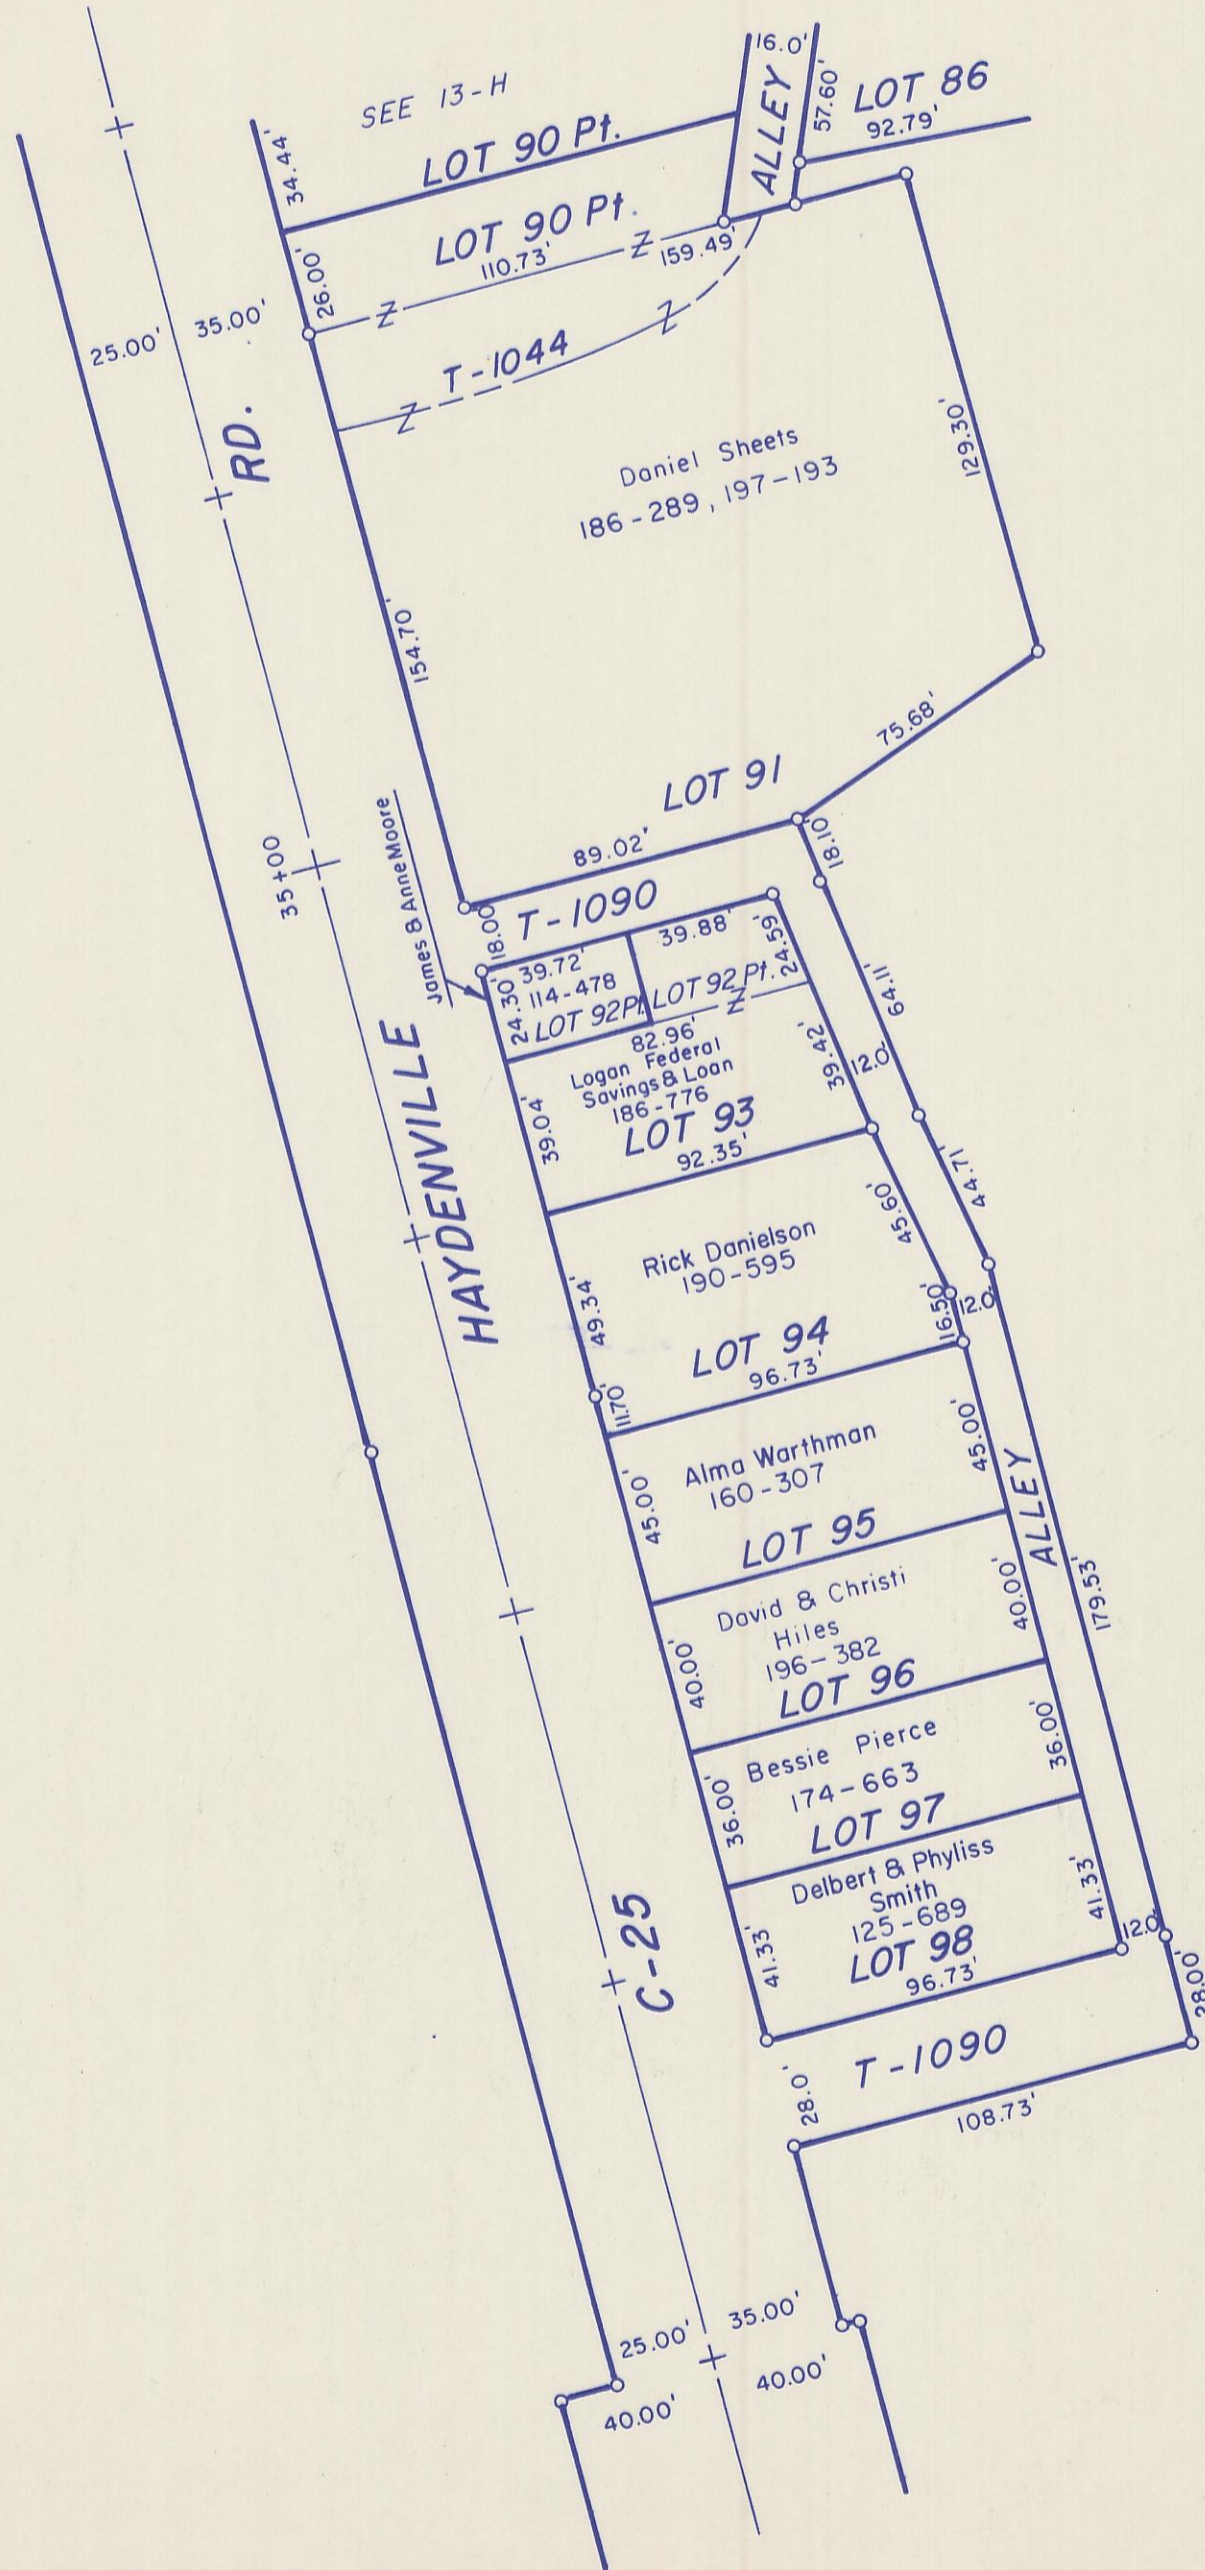 16.0'
ALLEY
57.60'
LOT 86
92.79'
SEE 13-H
LOT 90 Pt.
34.44'
LOT 90 Pt.
110.73'
159.49'
26.00'
25.00'
35.00'
T-1044
RD.
Daniel Sheets
186-289, 197-193
129.30'
154.70'
75.68'
LOT 91
89.02'
18.10'
35+00
James & Anne Moore
T-1090
18.00'
39.72'
39.88'
24.59'
114-478
24.30'
LOT 92 Pt.
LOT 92 Pt.
64.11'
82.96'
Logan Federal
Savings & Loan
186-776
LOT 93
92.35'
39.04'
39.42'
12.0'
44.71'
HAYDENVILLE
Rick Danielson
190-595
45.60'
49.34'
16.50'
12.0'
LOT 94
96.73'
11.70'
Alma Warthman
160-307
45.00'
45.00'
LOT 95
ALLEY
179.53'
David & Christi
Hiles
196-382
40.00'
40.00'
LOT 96
Bessie Pierce
174-663
36.00'
36.00'
LOT 97
Delbert & Phyliss
Smith
125-689
LOT 98
96.73'
41.33'
41.33'
12.0'
28.00'
C-25
T-1090
28.0'
108.73'
25.00'
35.00'
40.00'
40.00'